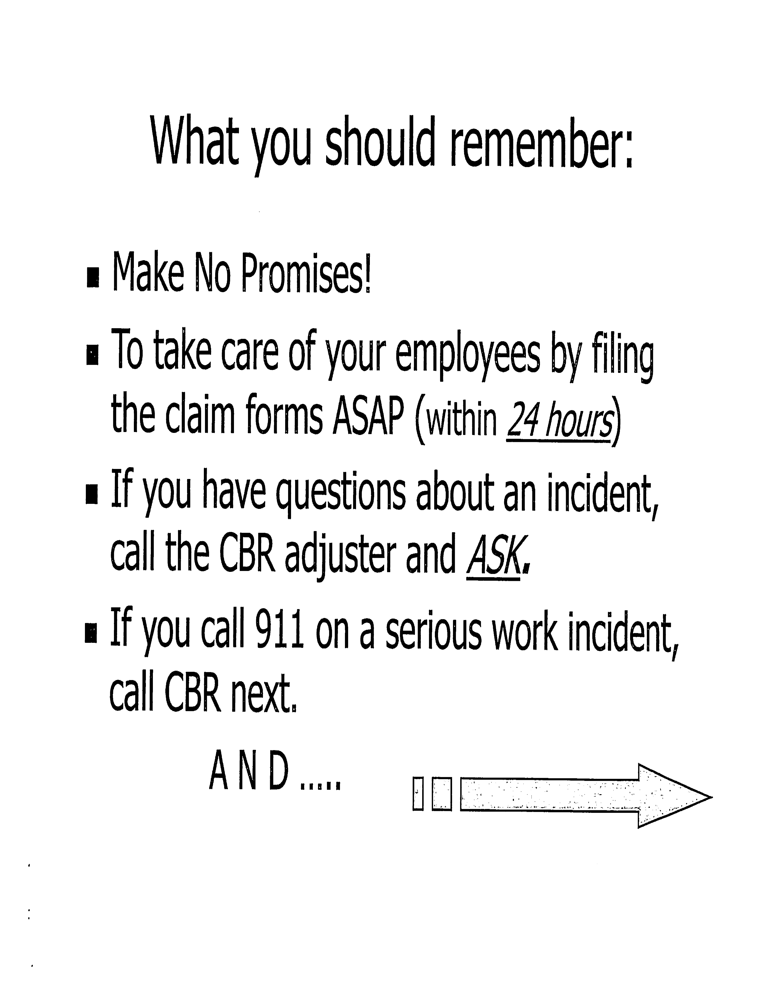 What you should remember:
▪ Make No Promises!
▪ To take care of your employees by filing
the claim forms ASAP (within 24 hours)
▪ If you have questions about an incident,
call the CBR adjuster and ASK.
▪ If you call 911 on a serious work incident,
call CBR next.
A N D .....